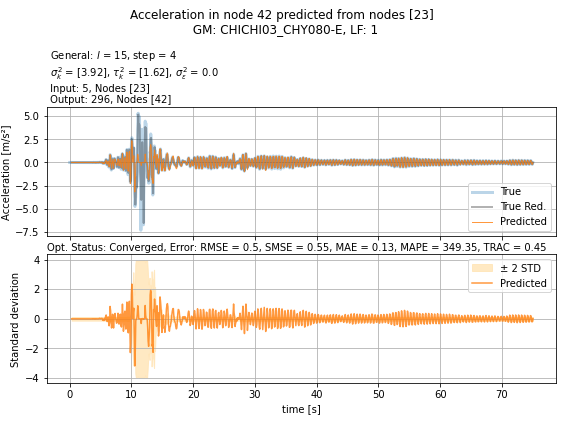 Acceleration in node 42 predicted from nodes [23]
GM: CHICHI03_CHY080-E, LF: 1
General: l = 15, step = 4
σ²ₖ = [3.92], τ²ₖ = [1.62], σ²ₑ = 0.0
Input: 5, Nodes [23]
Output: 296, Nodes [42]
Acceleration [m/s²]
5.0
2.5
0.0
−2.5
−5.0
−7.5
True
True Red.
Predicted
Opt. Status: Converged, Error: RMSE = 0.5, SMSE = 0.55, MAE = 0.13, MAPE = 349.35, TRAC = 0.45
Standard deviation
4
2
0
−2
−4
± 2 STD
Predicted
0 10 20 30 40 50 60 70
time [s]